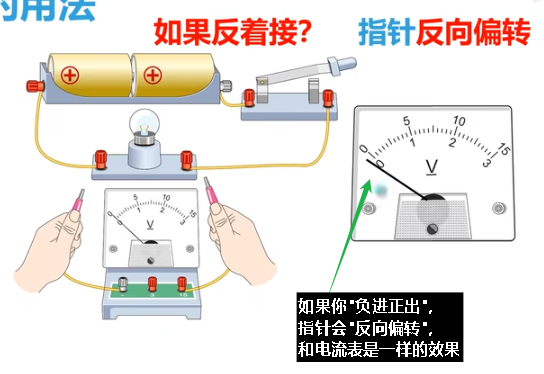 的用法
如果反着接? 指针反向偏转
0 5 10 15
0 1 2 3
V
0 5 10 15
0 1 2 3
V
- 3 15
如果你"负进正出",
指针会"反向偏转",
和电流表是一样的效果